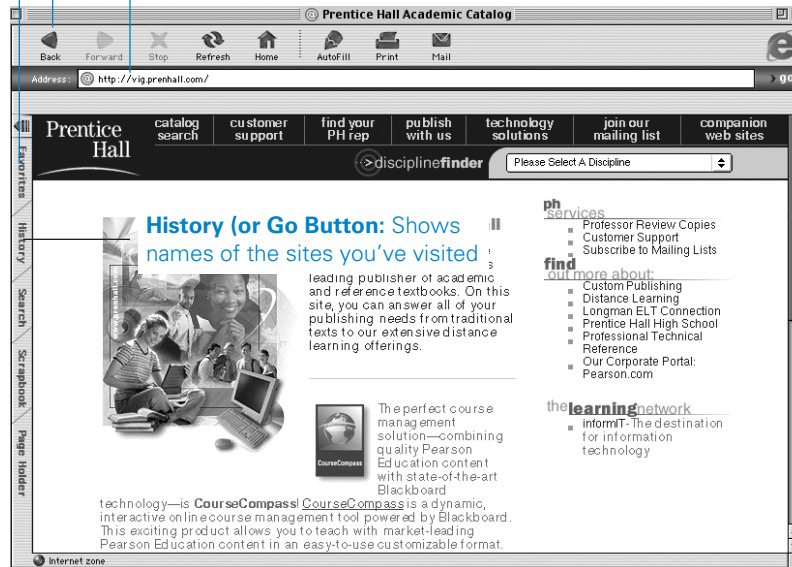 Prentice Hall Academic Catalog
Back Forward Stop Refresh Home AutoFill Print Mail
Address: http://vig.prenhall.com/ go
Favorites
History
Search
Scrapbook
Page Holder
Prentice Hall
catalog search
customer support
find your PH rep
publish with us
technology solutions
join our mailing list
companion web sites
disciplinefinder Please Select A Discipline
History (or Go Button: Shows
names of the sites you've visited
leading publisher of academic
and reference textbooks. On this
site, you can answer all of your
publishing needs from traditional
texts to our extensive distance
learning offerings.
www.prenhall.com
CourseCompass
The perfect course
management
solution—combining
quality Pearson
Education content
with state-of-the-art
Blackboard
technology—is CourseCompass! CourseCompass is a dynamic,
interactive online course management tool powered by Blackboard.
This exciting product allows you to teach with market-leading
Pearson Education content in an easy-to-use customizable format.
ph
services
Professor Review Copies
Customer Support
Subscribe to Mailing Lists
find
out more about:
Custom Publishing
Distance Learning
Longman ELT Connection
Prentice Hall High School
Professional Technical
Reference
Our Corporate Portal:
Pearson.com
the learningnetwork
informIT-The destination
for information
technology
Internet zone